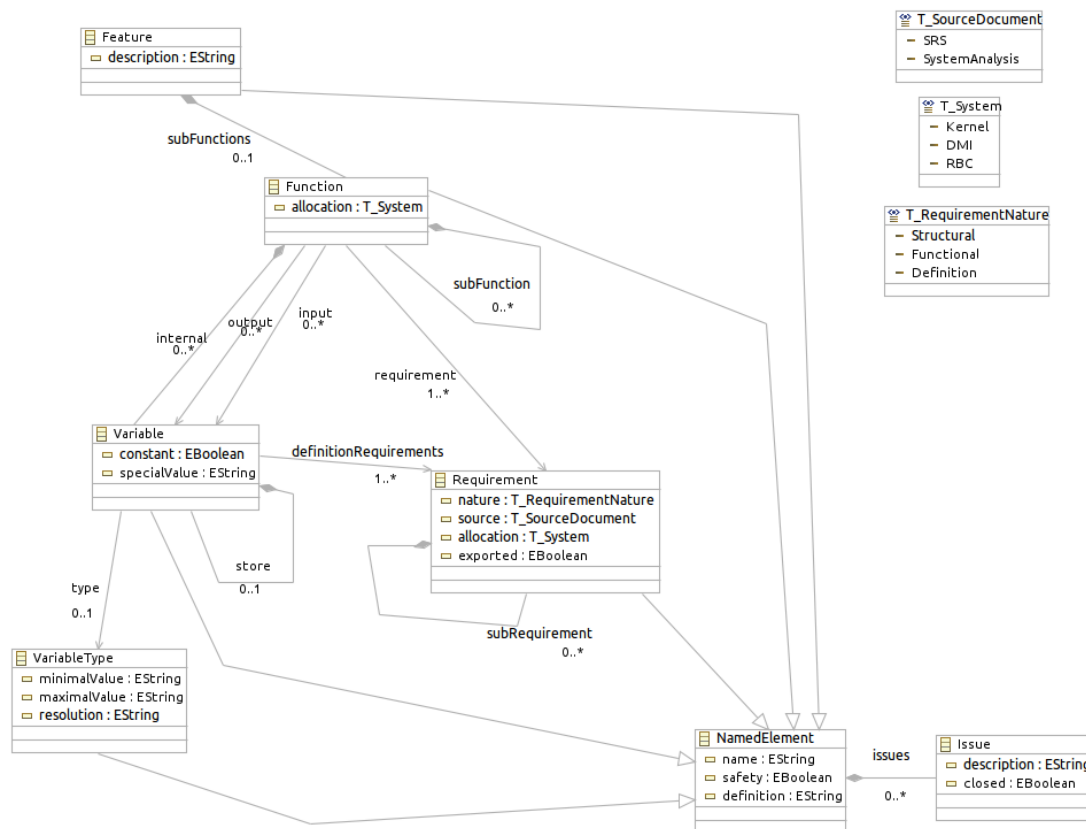 Feature
description : EString
T_SourceDocument
SRS
SystemAnalysis
T_System
Kernel
DMI
RBC
T_RequirementNature
Structural
Functional
Definition
subFunctions
0..1
Function
allocation : T_System
subFunction
0..*
internal
0..*
output
0..*
input
0..*
requirement
1..*
Variable
constant : EBoolean
specialValue : EString
definitionRequirements
1..*
Requirement
nature : T_RequirementNature
source : T_SourceDocument
allocation : T_System
exported : EBoolean
store
0..1
type
0..1
subRequirement
0..*
VariableType
minimalValue : EString
maximalValue : EString
resolution : EString
NamedElement
name : EString
safety : EBoolean
definition : EString
issues
0..*
Issue
description : EString
closed : EBoolean